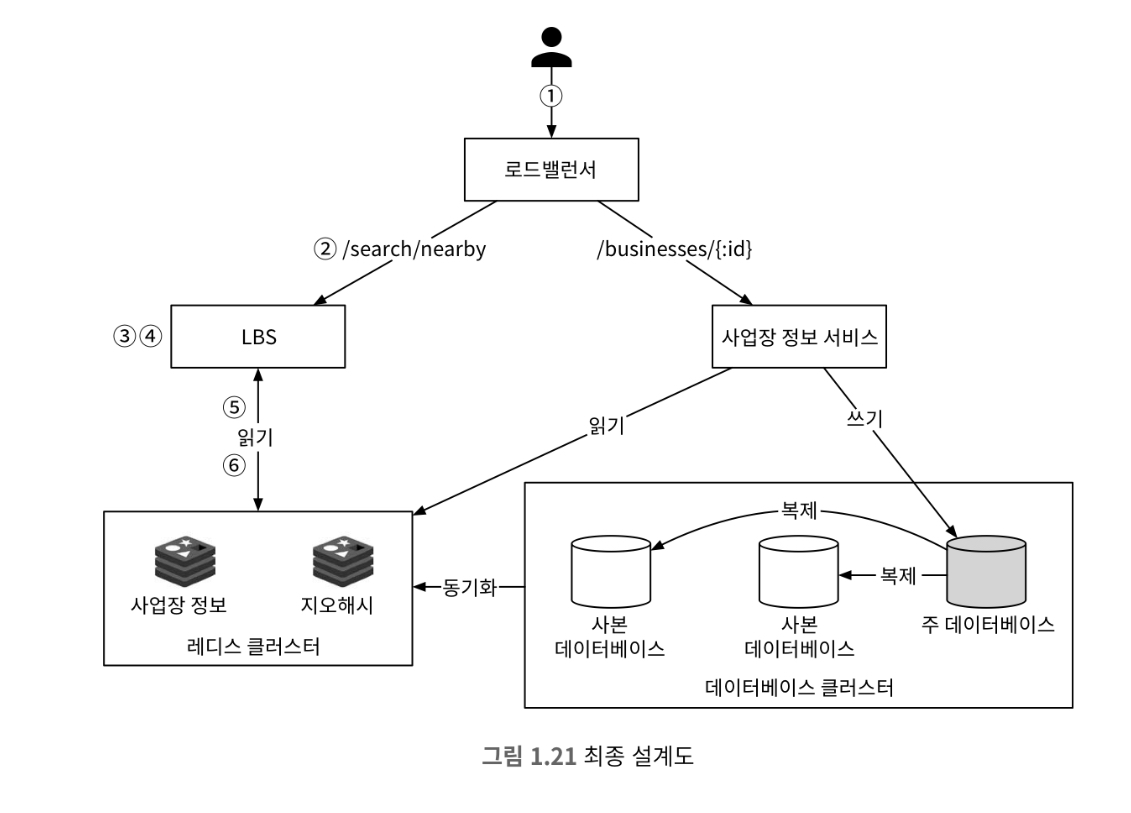 ①
로드밸런서
② /search/nearby
/businesses/{:id}
③④
LBS
사업장 정보 서비스
⑤
읽기
⑥
읽기
쓰기
사업장 정보
지오해시
레디스 클러스터
동기화
복제
복제
사본
데이터베이스
사본
데이터베이스
주 데이터베이스
데이터베이스 클러스터
그림 1.21 최종 설계도